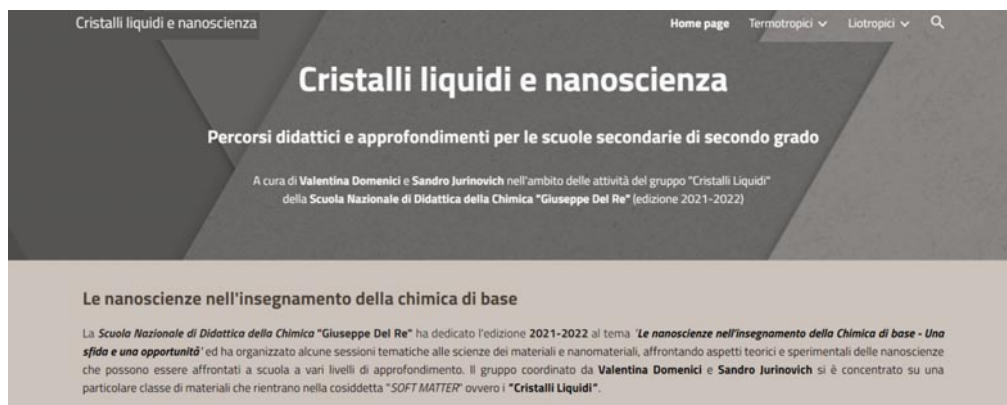 Cristalli liquidi e nanoscienza
Home page Termotropici Liotropici
Cristalli liquidi e nanoscienza
Percorsi didattici e approfondimenti per le scuole secondarie di secondo grado
A cura di Valentina Domenici e Sandro Jurinovich nell'ambito delle attività del gruppo "Cristalli Liquidi"
della Scuola Nazionale di Didattica della Chimica "Giuseppe Del Re" (edizione 2021-2022)
Le nanoscienze nell'insegnamento della chimica di base
La Scuola Nazionale di Didattica della Chimica "Giuseppe Del Re" ha dedicato l'edizione 2021-2022 al tema 'Le nanoscienze nell'insegnamento della Chimica di base - Una
sfida e una opportunità' ed ha organizzato alcune sessioni tematiche alle scienze dei materiali e nanomateriali, affrontando aspetti teorici e sperimentali delle nanoscienze
che possono essere affrontati a scuola a vari livelli di approfondimento. Il gruppo coordinato da Valentina Domenici e Sandro Jurinovich si è concentrato su una
particolare classe di materiali che rientrano nella cosiddetta "SOFT MATTER" ovvero i "Cristalli Liquidi".